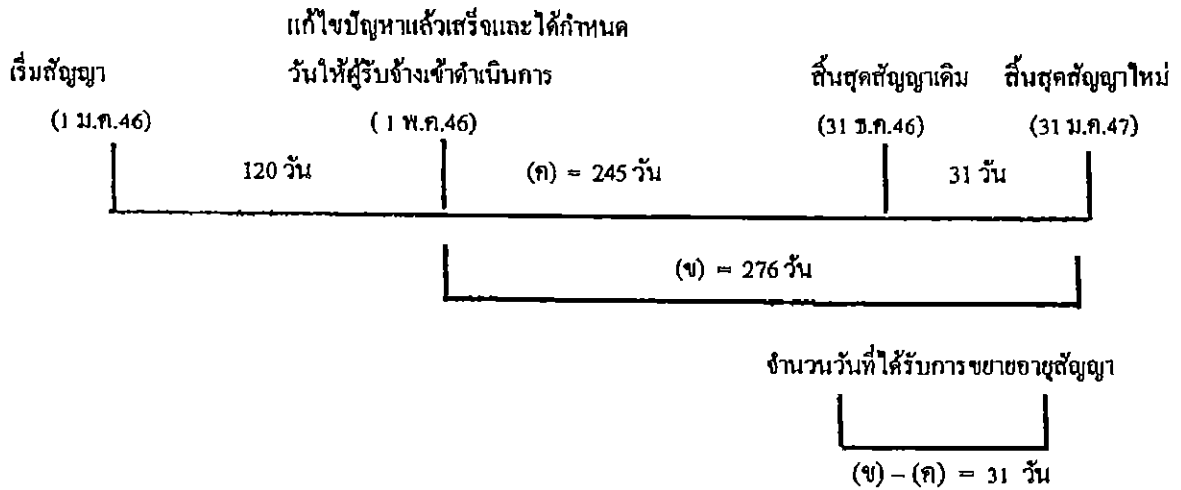 แก้ไขปัญหาแล้วเสร็จและได้กำหนด
เริ่มสัญญา วันให้ผู้รับจ้างเข้าดำเนินการ สิ้นสุดสัญญาเดิม สิ้นสุดสัญญาใหม่
(1 ม.ค.46) ( 1 พ.ค.46) (31 ธ.ค.46) (31 ม.ค.47)
120 วัน (ค) = 245 วัน 31 วัน
(ข) = 276 วัน
จำนวนวันที่ได้รับการขยายอายุสัญญา
(ข) – (ค) = 31 วัน